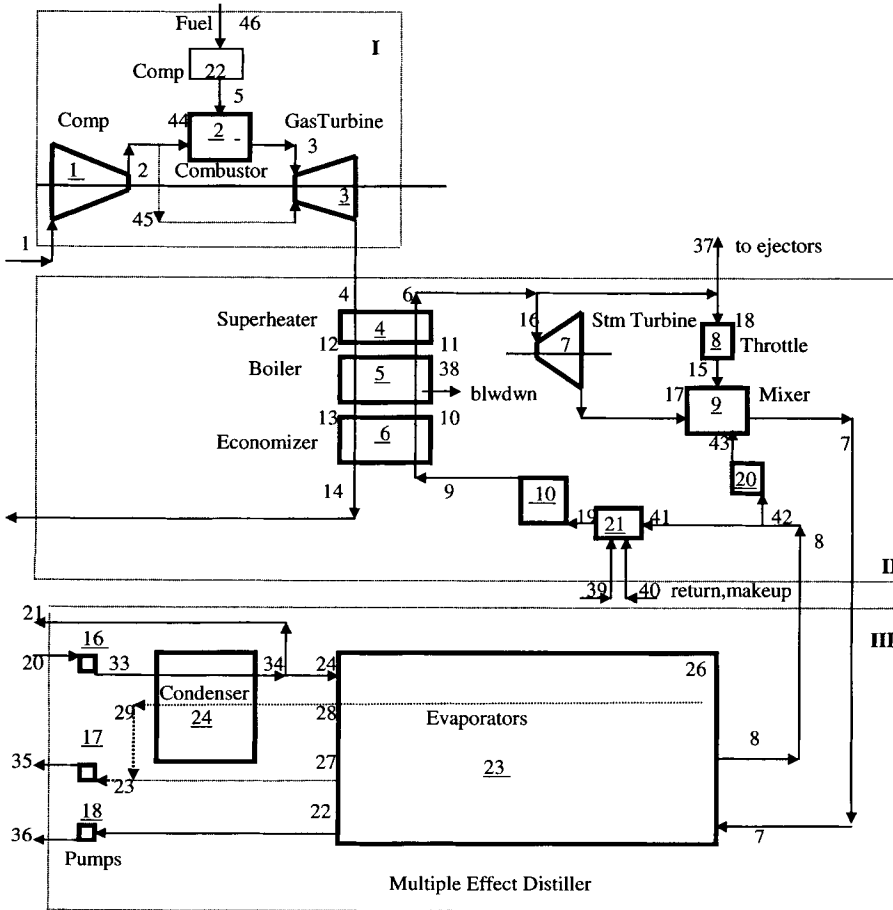 Fuel 46
I
Comp 22
5
Comp 44 2 GasTurbine
3
2 Combustor
1 3
45
1
37 to ejectors
4 6
Superheater 4 16 Stm Turbine 18
12 11 7 8 Throttle
Boiler 5 38 15
blwdwn 17 9 Mixer
13 10
Economizer 6 43 7
20
14 9 10
19 21 41 42 8
II
39 40 return,makeup
21
III
16
20 33 34 24 26
Condenser
29 24 28 Evaporators
17 8
35 27 23
23
18 22
36 7
Pumps
Multiple Effect Distiller